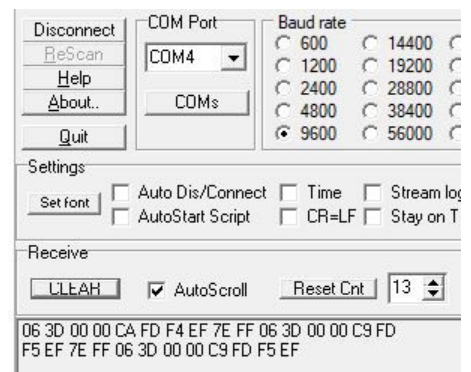 Disconnect
ReScan
Help
About..
Quit
COM Port
COM4
COMs
Baud rate
600 14400
1200 19200
2400 28800
4800 38400
9600 56000
Settings
Set font
Auto Dis/Connect Time Stream log
AutoStart Script CR=LF Stay on T
Receive
CLEAR AutoScroll Reset Cnt 13
06 3D 00 00 CA FD F4 EF 7E FF 06 3D 00 00 C9 FD
F5 EF 7E FF 06 3D 00 00 C9 FD F5 EF